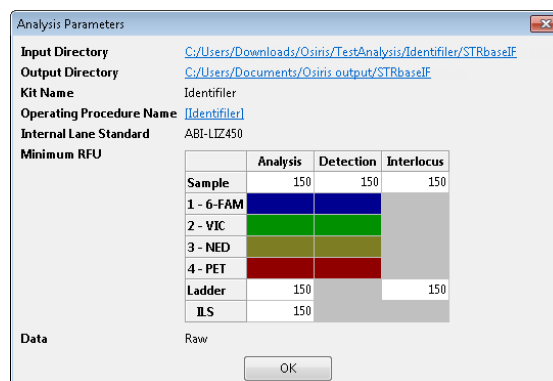 Analysis Parameters
Input Directory C:/Users/Downloads/Osiris/TestAnalysis/Identifiler/STRbaseIF
Output Directory C:/Users/Documents/Osiris output/STRbaseIF
Kit Name Identifiler
Operating Procedure Name [Identifiler]
Internal Lane Standard ABI-LIZ450
Minimum RFU
Analysis Detection Interlocus
Sample 150 150 150
1 - 6-FAM
2 - VIC
3 - NED
4 - PET
Ladder 150 150
ILS 150
Data Raw
OK